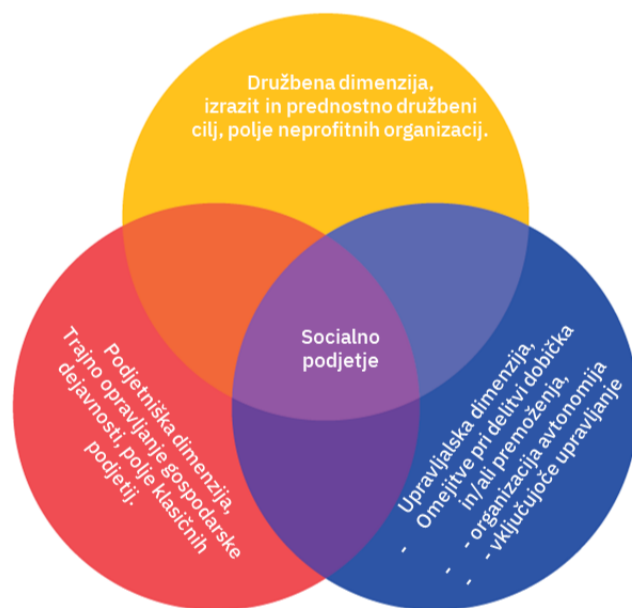 Družbena dimenzija,
izrazit in prednostno družbeni
cilj, polje neprofitnih organizacij.
Socialno
podjetje
Podjetniška dimenzija,
Trajno opravljanje gospodarske
dejavnosti, polje klasičnih
podjetij.
Upravljalska dimenzija,
- Omejitve pri delitvi dobička
in/ali premoženja,
- - organizacija avtonomija
- - vključujoče upravljanje